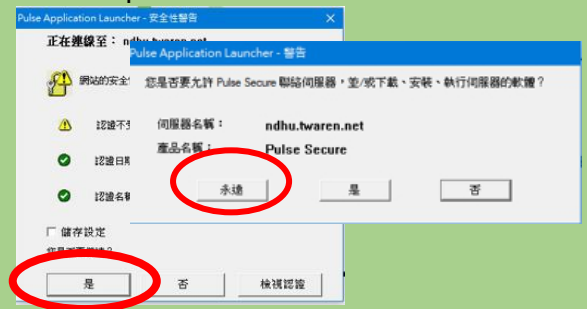 Pulse Application Launcher - 安全性警告
正在連線至：
Pulse Application Launcher - 警告
網站的安全
您是否要允許 Pulse Secure 聯絡伺服器，並/或下載、安裝、執行伺服器的軟體？
認證不
伺服器名稱：
ndhu.twaren.net
產品名稱：
Pulse Secure
認證日期
永遠
是
否
認證名稱
儲存設定
是
否
檢視認證